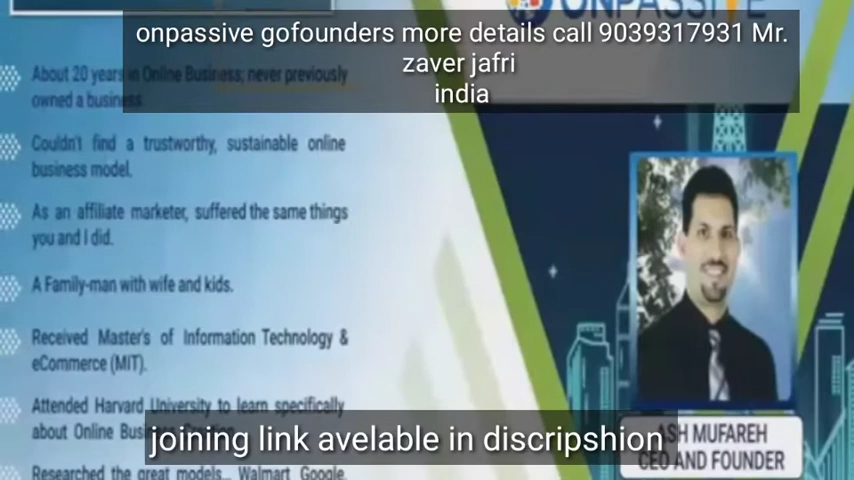 ONPASSIVE
onpassive gofounders more details call 9039317931 Mr.
zaver jafri
india
About 20 years in Online Business; never previously
owned a business.
Couldn't find a trustworthy, sustainable online
business model.
As an affiliate marketer, suffered the same things
you and I did.
A Family-man with wife and kids.
Received Master's of Information Technology &
eCommerce (MIT).
Attended Harvard University to learn specifically
about Online Business Creation.
Researched the great models... Walmart, Google,
joining link avelable in discripshion
ASH MUFAREH
CEO AND FOUNDER